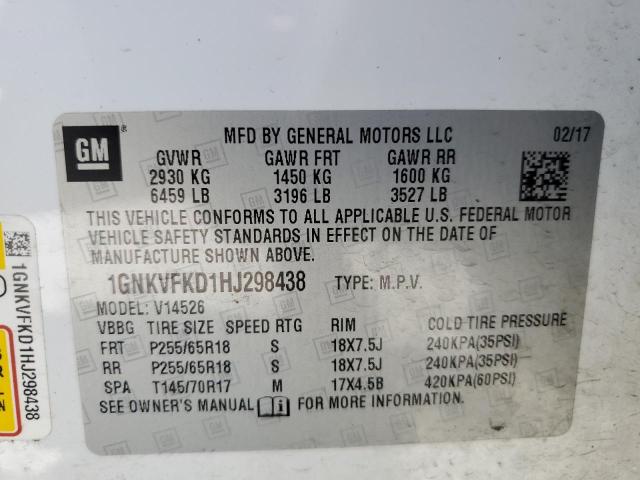 GM
MFD BY GENERAL MOTORS LLC 02/17
GVWR GAWR FRT GAWR RR
2930 KG 1450 KG 1600 KG
6459 LB 3196 LB 3527 LB
THIS VEHICLE CONFORMS TO ALL APPLICABLE U.S. FEDERAL MOTOR
VEHICLE SAFETY STANDARDS IN EFFECT ON THE DATE OF
MANUFACTURE SHOWN ABOVE.
1GNKVFKD1HJ298438 TYPE: M.P.V.
MODEL: V14526
VBBG TIRE SIZE SPEED RTG RIM COLD TIRE PRESSURE
FRT P255/65R18 S 18X7.5J 240KPA(35PSI)
RR P255/65R18 S 18X7.5J 240KPA(35PSI)
SPA T145/70R17 M 17X4.5B 420KPA(60PSI)
SEE OWNER'S MANUAL FOR MORE INFORMATION.
1GNKVFKD1HJ298438